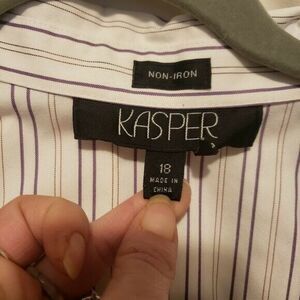 NON-IRON
KASPER
18
MADE IN
CHINA